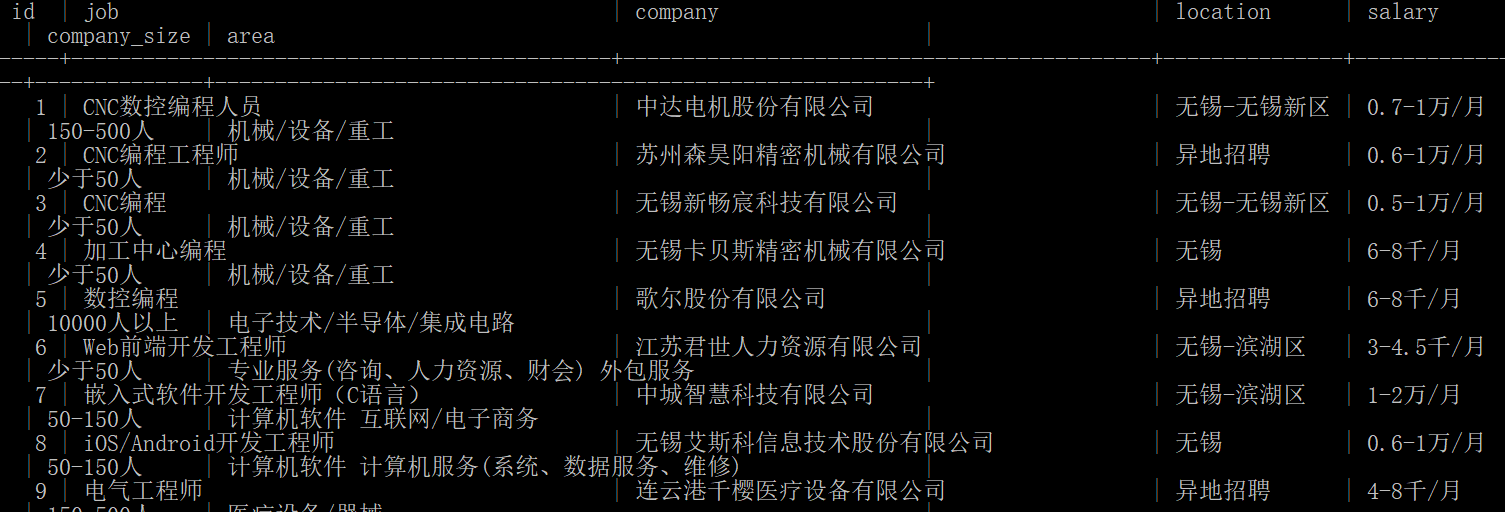 id | job | company | location | salary
| company_size | area |
1 | CNC数控编程人员 | 中达电机股份有限公司 | 无锡-无锡新区 | 0.7-1万/月
| 150-500人 | 机械/设备/重工 |
2 | CNC编程工程师 | 苏州森昊阳精密机械有限公司 | 异地招聘 | 0.6-1万/月
| 少于50人 | 机械/设备/重工 |
3 | CNC编程 | 无锡新畅宸科技有限公司 | 无锡-无锡新区 | 0.5-1万/月
| 少于50人 | 机械/设备/重工 |
4 | 加工中心编程 | 无锡卡贝斯精密机械有限公司 | 无锡 | 6-8千/月
| 少于50人 | 机械/设备/重工 |
5 | 数控编程 | 歌尔股份有限公司 | 异地招聘 | 6-8千/月
| 10000人以上 | 电子技术/半导体/集成电路 |
6 | Web前端开发工程师 | 江苏君世人力资源有限公司 | 无锡-滨湖区 | 3-4.5千/月
| 少于50人 | 专业服务(咨询、人力资源、财会) 外包服务 |
7 | 嵌入式软件开发工程师（C语言） | 中城智慧科技有限公司 | 无锡-滨湖区 | 1-2万/月
| 50-150人 | 计算机软件 互联网/电子商务 |
8 | iOS/Android开发工程师 | 无锡艾斯科信息技术股份有限公司 | 无锡 | 0.6-1万/月
| 50-150人 | 计算机软件 计算机服务(系统、数据服务、维修) |
9 | 电气工程师 | 连云港千樱医疗设备有限公司 | 异地招聘 | 4-8千/月
| 150-500人 | 医疗设备/器械